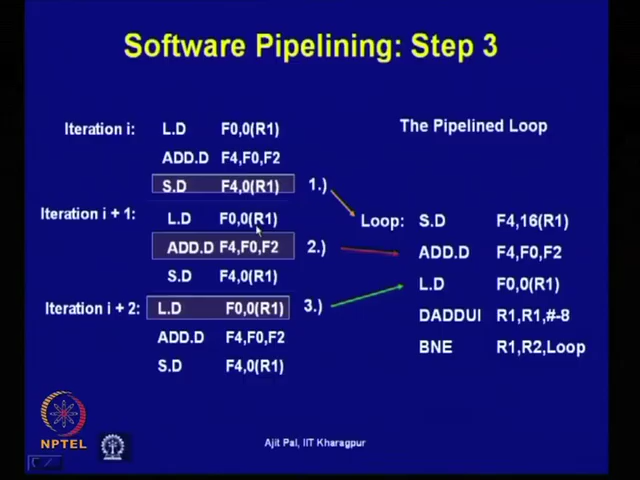 Software Pipelining: Step 3
Iteration i: L.D F0,0(R1)
ADD.D F4,F0,F2
S.D F4,0(R1) 1.)
Iteration i + 1: L.D F0,0(R1)
ADD.D F4,F0,F2 2.)
S.D F4,0(R1)
Iteration i + 2: L.D F0,0(R1) 3.)
ADD.D F4,F0,F2
S.D F4,0(R1)
The Pipelined Loop
Loop: S.D F4,16(R1)
ADD.D F4,F0,F2
L.D F0,0(R1)
DADDUI R1,R1,#-8
BNE R1,R2,Loop
NPTEL
Ajit Pal, IIT Kharagpur